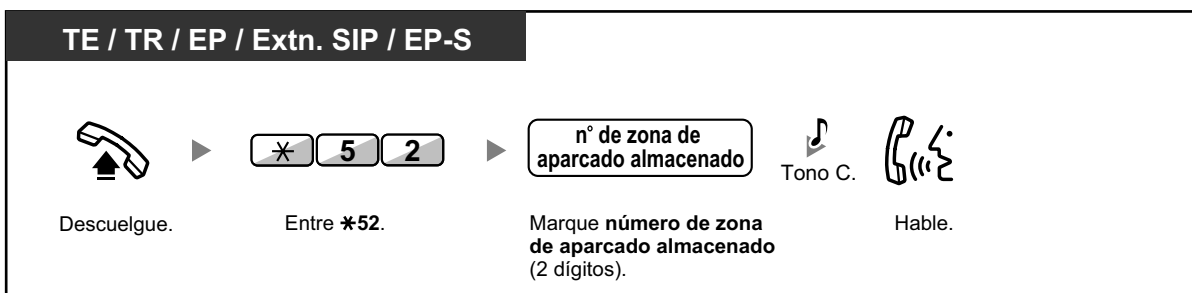 TE / TR / EP / Extn. SIP / EP-S
* 5 2
n° de zona de
aparcado almacenado
Tono C.
Descuelgue.
Entre *52.
Marque número de zona
de aparcado almacenado
(2 dígitos).
Hable.